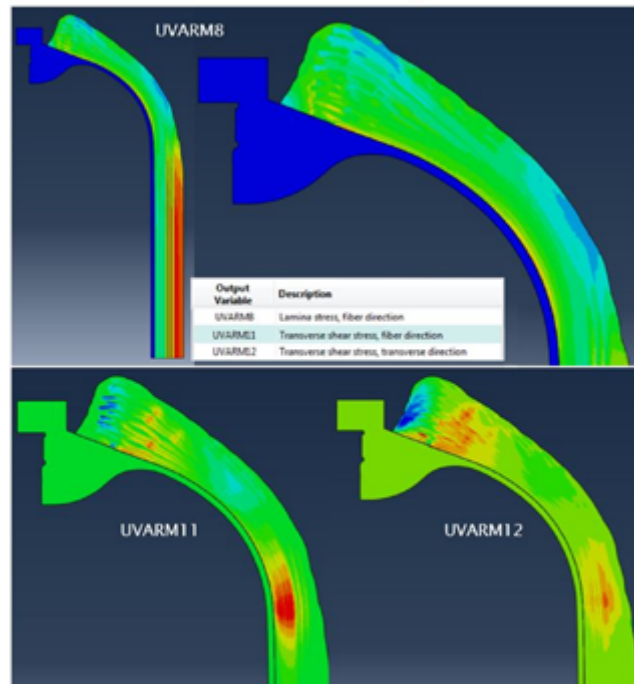 UVARM8
Output Variable Description
UVARM8 Lamina stress, fiber direction
UVARM11 Transverse shear stress, fiber direction
UVARM12 Transverse shear stress, transverse direction
UVARM11
UVARM12